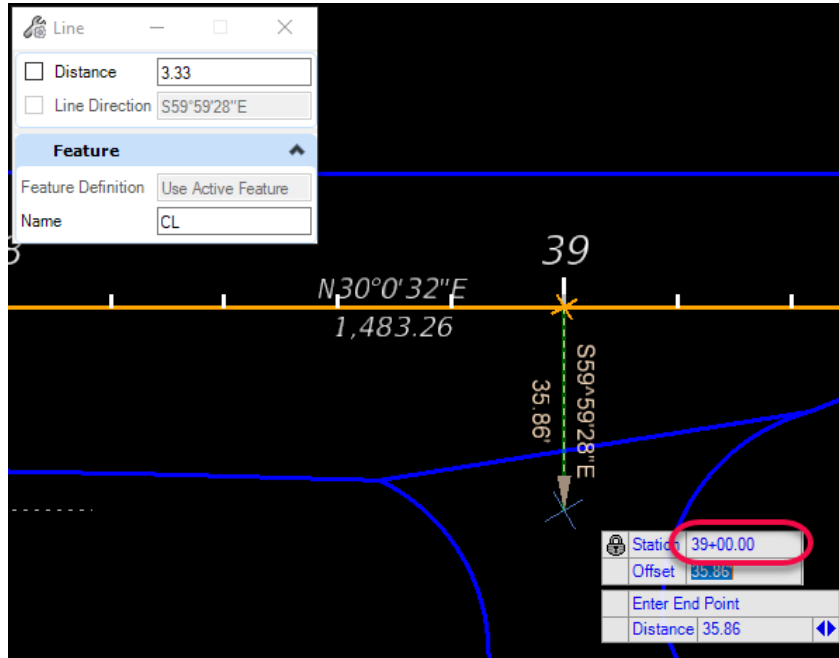 Line
Distance 3.33
Line Direction S59°59'28"E
Feature
Feature Definition Use Active Feature
Name CL
39
N30°0'32"E
1,483.26
S59^59'28"E
35.86'
Station 39+00.00
Offset 35.86
Enter End Point
Distance 35.86